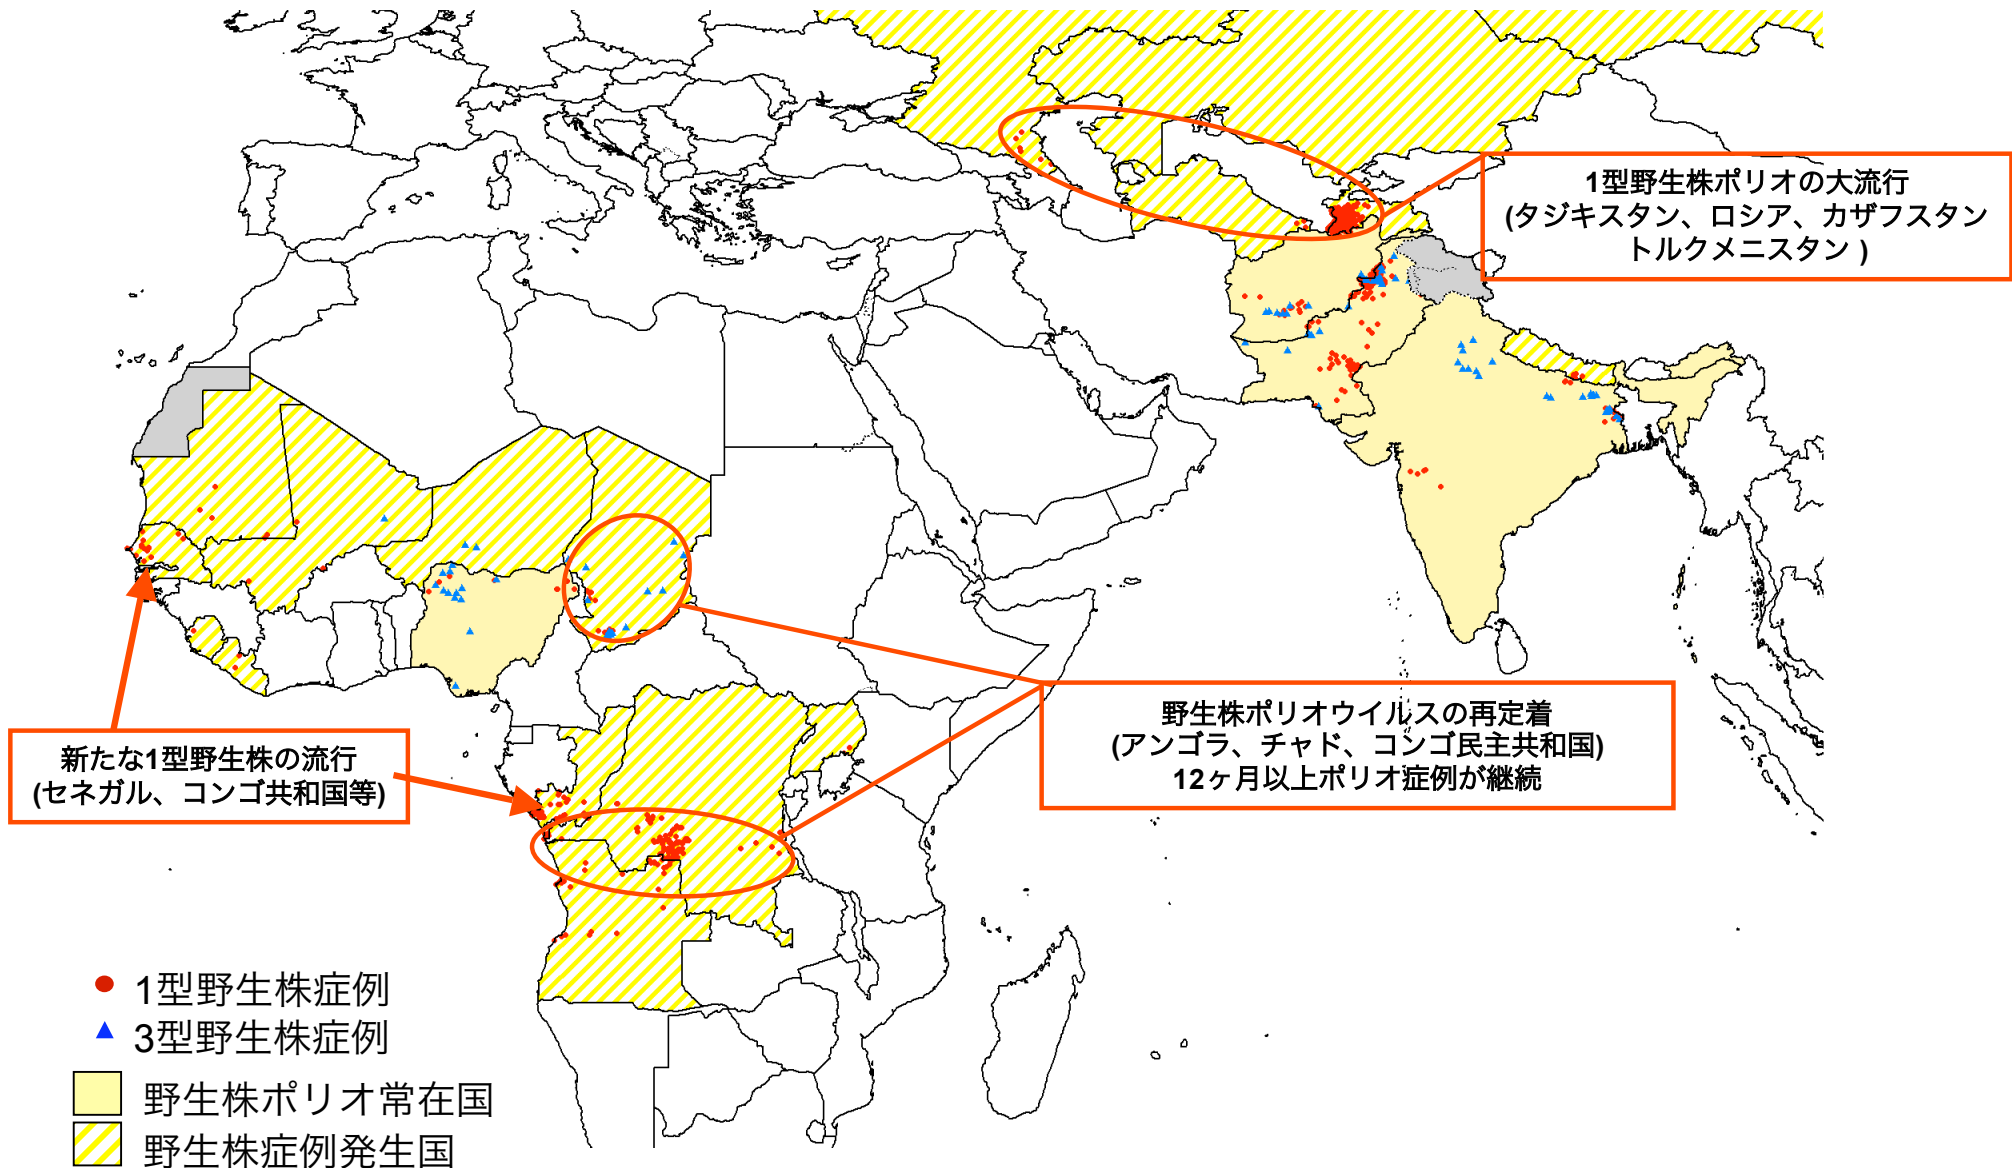 1型野生株ポリオの大流行
(タジキスタン、ロシア、カザフスタン
トルクメニスタン )
野生株ポリオウイルスの再定着
(アンゴラ、チャド、コンゴ民主共和国)
12ヶ月以上ポリオ症例が継続
新たな1型野生株の流行
(セネガル、コンゴ共和国等)
1型野生株症例
3型野生株症例
野生株ポリオ常在国
野生株症例発生国